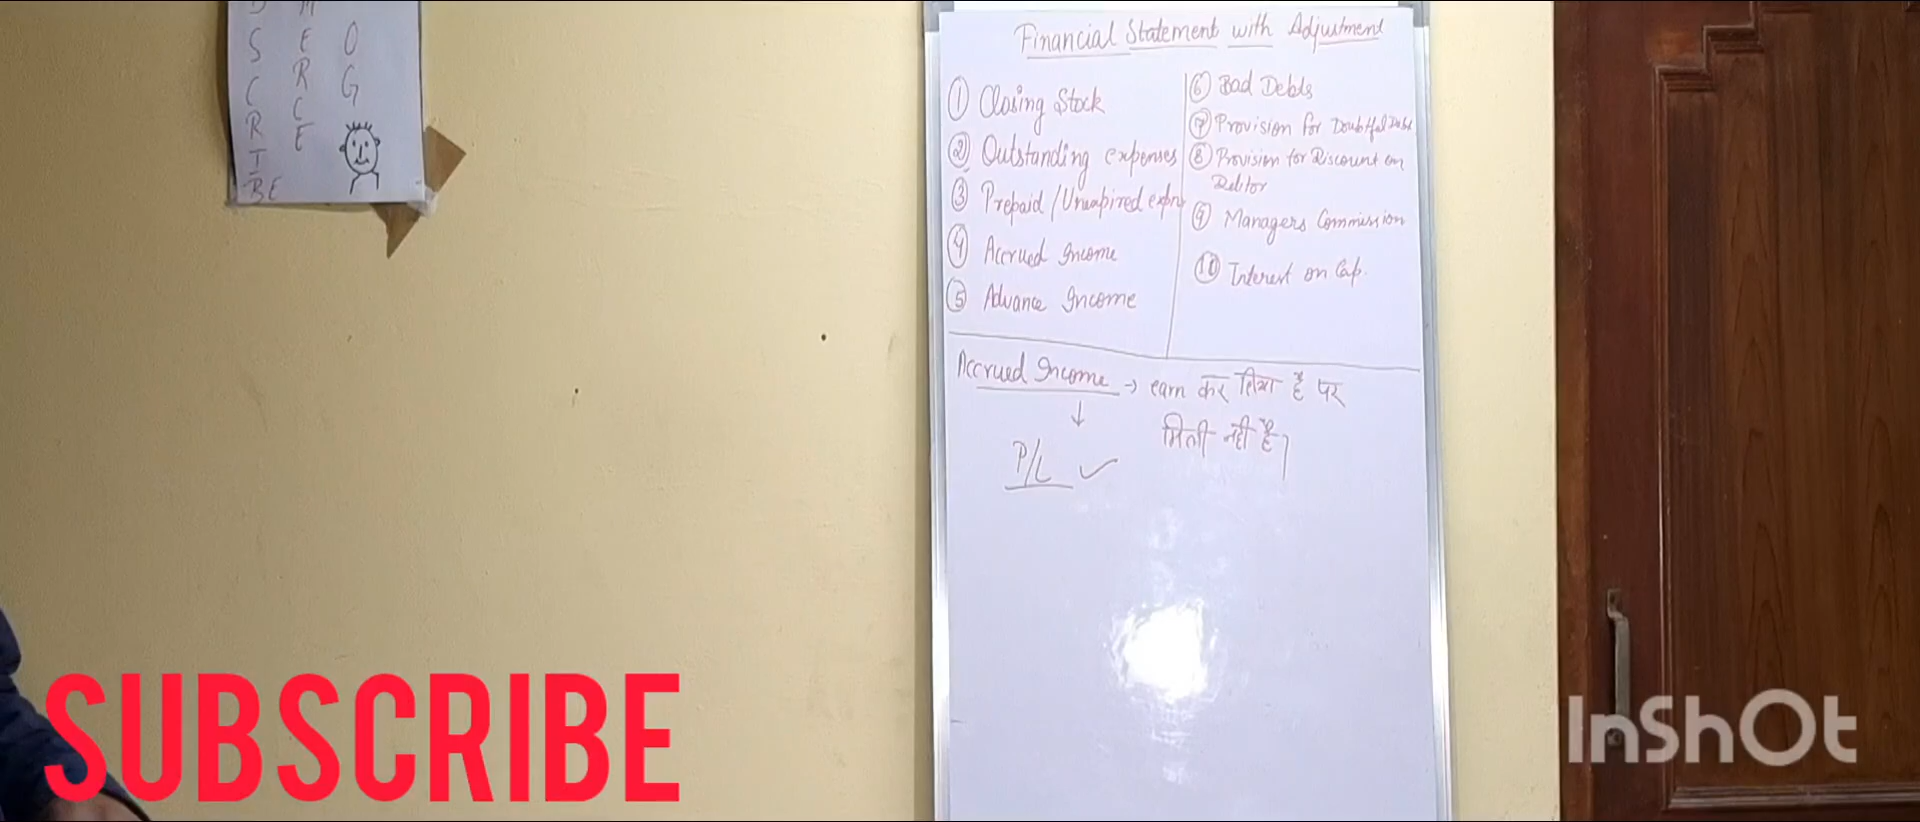 S
C
R
I
BE
M
E
R
C
E
O
G
Financial Statement with Adjustment
① Closing Stock
② Outstanding expenses
③ Prepaid / Unexpired
④ Accrued Income
⑤ Advance Income
⑥ Bad Debts
⑦ Provision for Doubtful Debt
⑧ Provision for Discount on
Debtor
⑨ Managers Commission
⑩ Interest on Cap.
Accrued Income → earn कर लिया है पर
मिली नहीं है।
↓
P/L ✓
SUBSCRIBE
InShOt